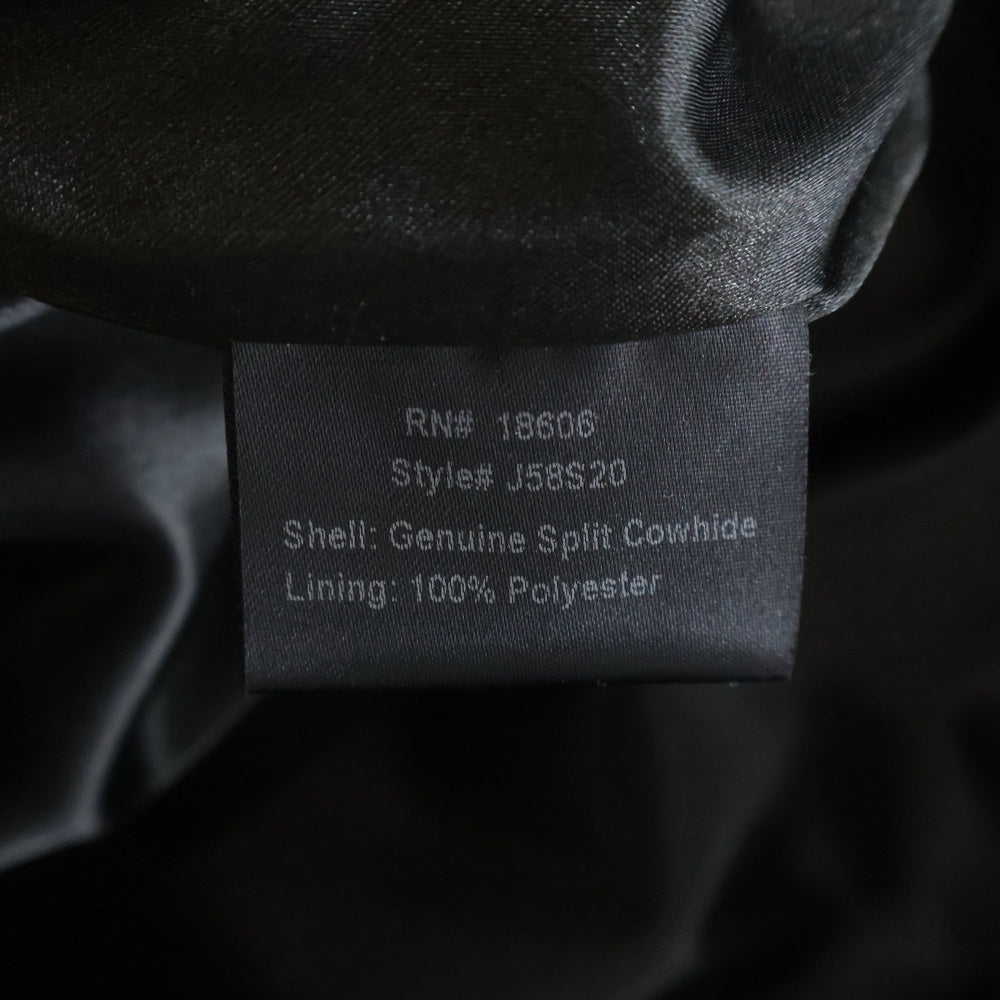 RN# 18606
Style# J58S20
Shell: Genuine Split Cowhide
Lining: 100% Polyester